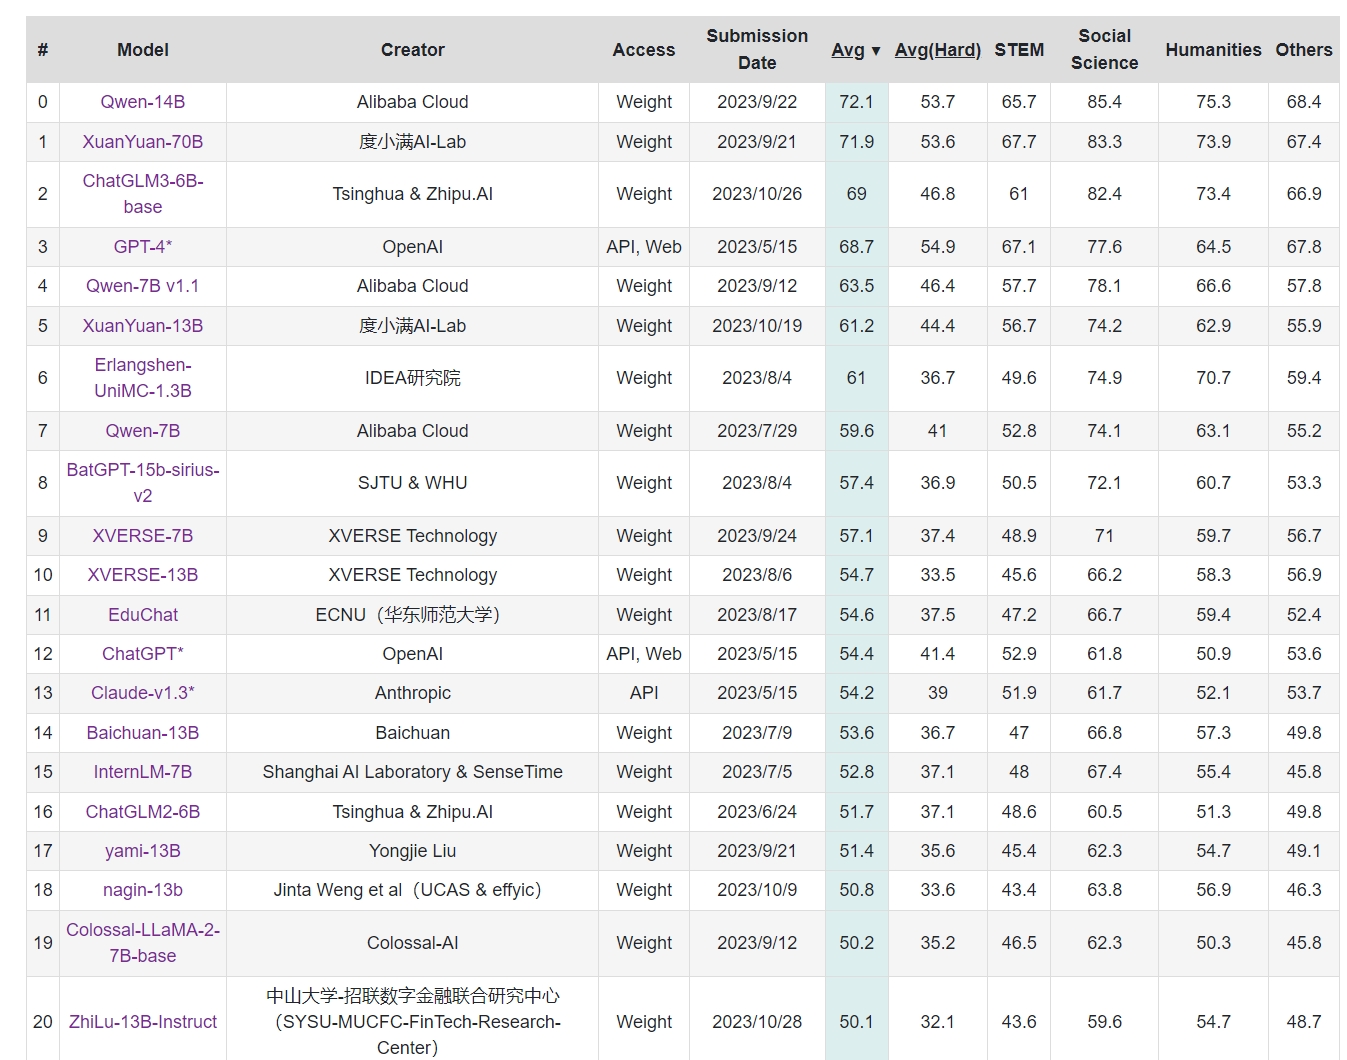 # Model Creator Access Submission Date Avg ▼ Avg(Hard) STEM Social Science Humanities Others
0 Qwen-14B Alibaba Cloud Weight 2023/9/22 72.1 53.7 65.7 85.4 75.3 68.4
1 XuanYuan-70B 度小满AI-Lab Weight 2023/9/21 71.9 53.6 67.7 83.3 73.9 67.4
2 ChatGLM3-6B-base Tsinghua & Zhipu.AI Weight 2023/10/26 69 46.8 61 82.4 73.4 66.9
3 GPT-4* OpenAI API, Web 2023/5/15 68.7 54.9 67.1 77.6 64.5 67.8
4 Qwen-7B v1.1 Alibaba Cloud Weight 2023/9/12 63.5 46.4 57.7 78.1 66.6 57.8
5 XuanYuan-13B 度小满AI-Lab Weight 2023/10/19 61.2 44.4 56.7 74.2 62.9 55.9
6 Erlangshen-UniMC-1.3B IDEA研究院 Weight 2023/8/4 61 36.7 49.6 74.9 70.7 59.4
7 Qwen-7B Alibaba Cloud Weight 2023/7/29 59.6 41 52.8 74.1 63.1 55.2
8 BatGPT-15b-sirius-v2 SJTU & WHU Weight 2023/8/4 57.4 36.9 50.5 72.1 60.7 53.3
9 XVERSE-7B XVERSE Technology Weight 2023/9/24 57.1 37.4 48.9 71 59.7 56.7
10 XVERSE-13B XVERSE Technology Weight 2023/8/6 54.7 33.5 45.6 66.2 58.3 56.9
11 EduChat ECNU（华东师范大学） Weight 2023/8/17 54.6 37.5 47.2 66.7 59.4 52.4
12 ChatGPT* OpenAI API, Web 2023/5/15 54.4 41.4 52.9 61.8 50.9 53.6
13 Claude-v1.3* Anthropic API 2023/5/15 54.2 39 51.9 61.7 52.1 53.7
14 Baichuan-13B Baichuan Weight 2023/7/9 53.6 36.7 47 66.8 57.3 49.8
15 InternLM-7B Shanghai AI Laboratory & SenseTime Weight 2023/7/5 52.8 37.1 48 67.4 55.4 45.8
16 ChatGLM2-6B Tsinghua & Zhipu.AI Weight 2023/6/24 51.7 37.1 48.6 60.5 51.3 49.8
17 yami-13B Yongjie Liu Weight 2023/9/21 51.4 35.6 45.4 62.3 54.7 49.1
18 nagin-13b Jinta Weng et al（UCAS & effyic） Weight 2023/10/9 50.8 33.6 43.4 63.8 56.9 46.3
19 Colossal-LLaMA-2-7B-base Colossal-AI Weight 2023/9/12 50.2 35.2 46.5 62.3 50.3 45.8
20 ZhiLu-13B-Instruct 中山大学-招联数字金融联合研究中心（SYSU-MUCFC-FinTech-Research-Center） Weight 2023/10/28 50.1 32.1 43.6 59.6 54.7 48.7